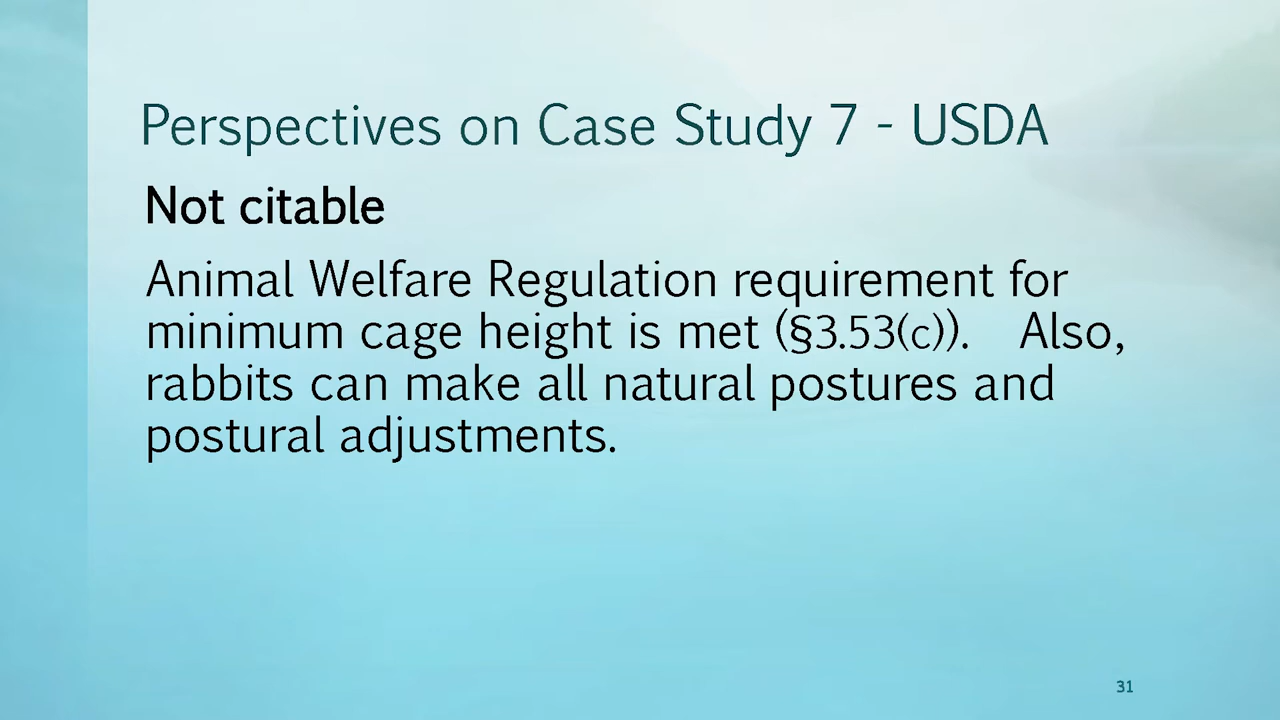 Perspectives on Case Study 7 - USDA
Not citable
Animal Welfare Regulation requirement for
minimum cage height is met (§3.53(c)). Also,
rabbits can make all natural postures and
postural adjustments.
31